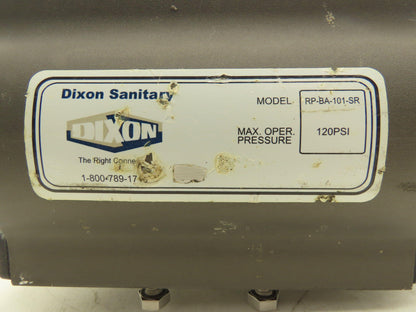 Dixon Sanitary
DIXON
The Right Conne
1-800-789-17
MODEL RP-BA-101-SR
MAX. OPER. 120PSI
PRESSURE